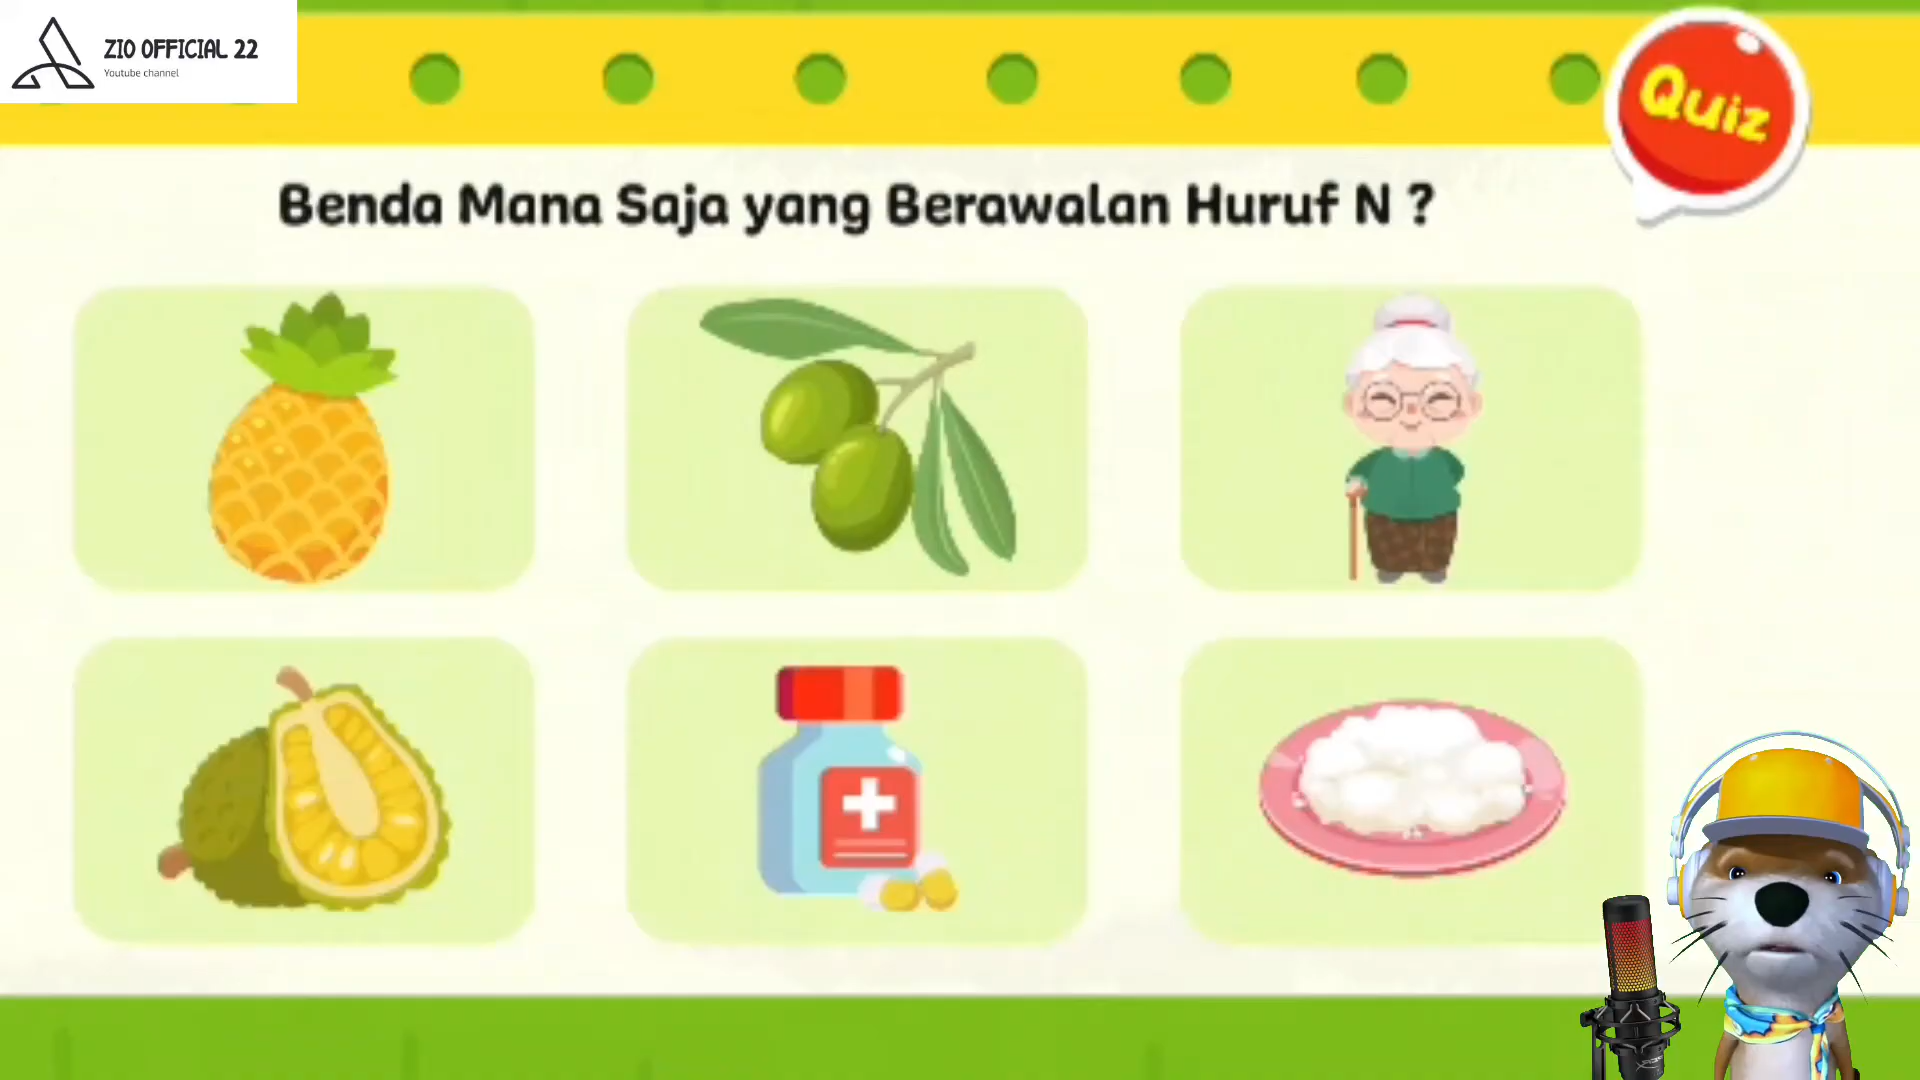 ZIO OFFICIAL 22
Youtube channel
Quiz
Benda Mana Saja yang Berawalan Huruf N ?